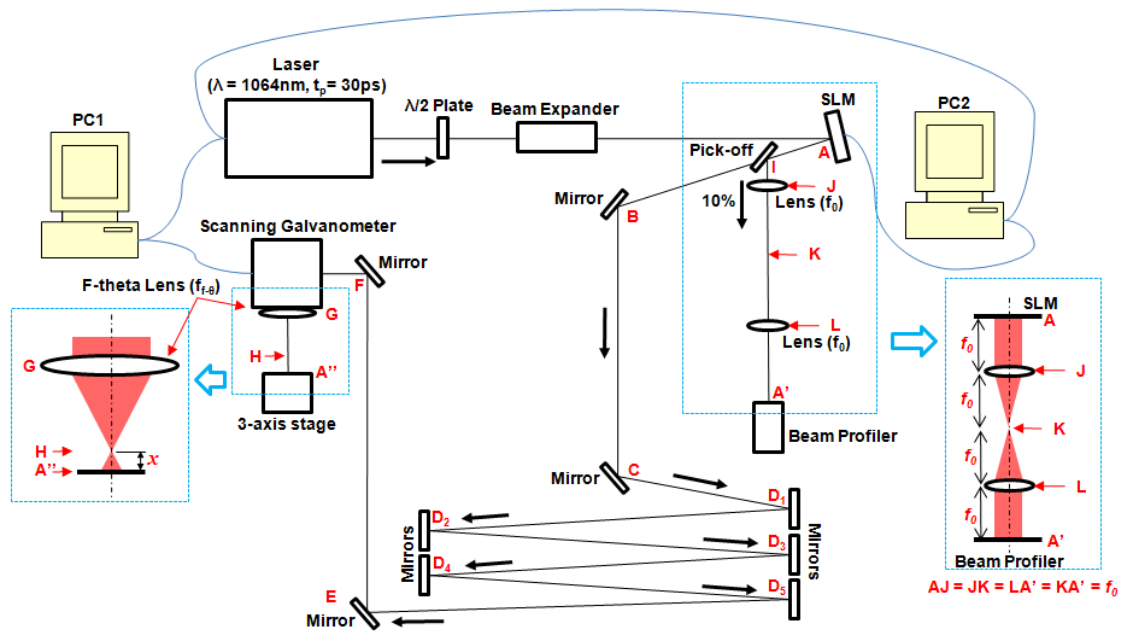 Laser
(λ = 1064nm, tp= 30ps)
λ/2 Plate
Beam Expander
SLM
PC2
PC1
Pick-off
A
I
J
Lens (f0)
10%
Mirror
B
K
Scanning Galvanometer
Mirror
F
F-theta Lens (ff-θ)
G
L
Lens (f0)
H
A''
3-axis stage
A'
Beam Profiler
G
H
A''
x
SLM
A
f0
J
f0
K
f0
L
f0
A'
Beam Profiler
AJ = JK = LA' = KA' = f0
Mirror
C
D1
D2
D3
D4
D5
Mirrors
Mirrors
E
Mirror